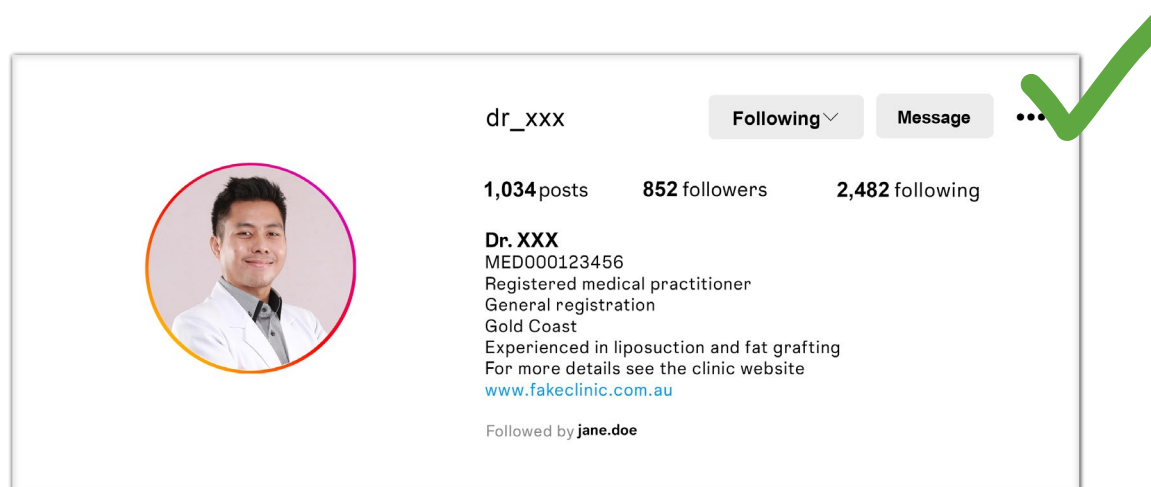 dr_xxx Following Message
1,034 posts 852 followers 2,482 following
Dr. XXX
MED000123456
Registered medical practitioner
General registration
Gold Coast
Experienced in liposuction and fat grafting
For more details see the clinic website
www.fakeclinic.com.au
Followed by jane.doe